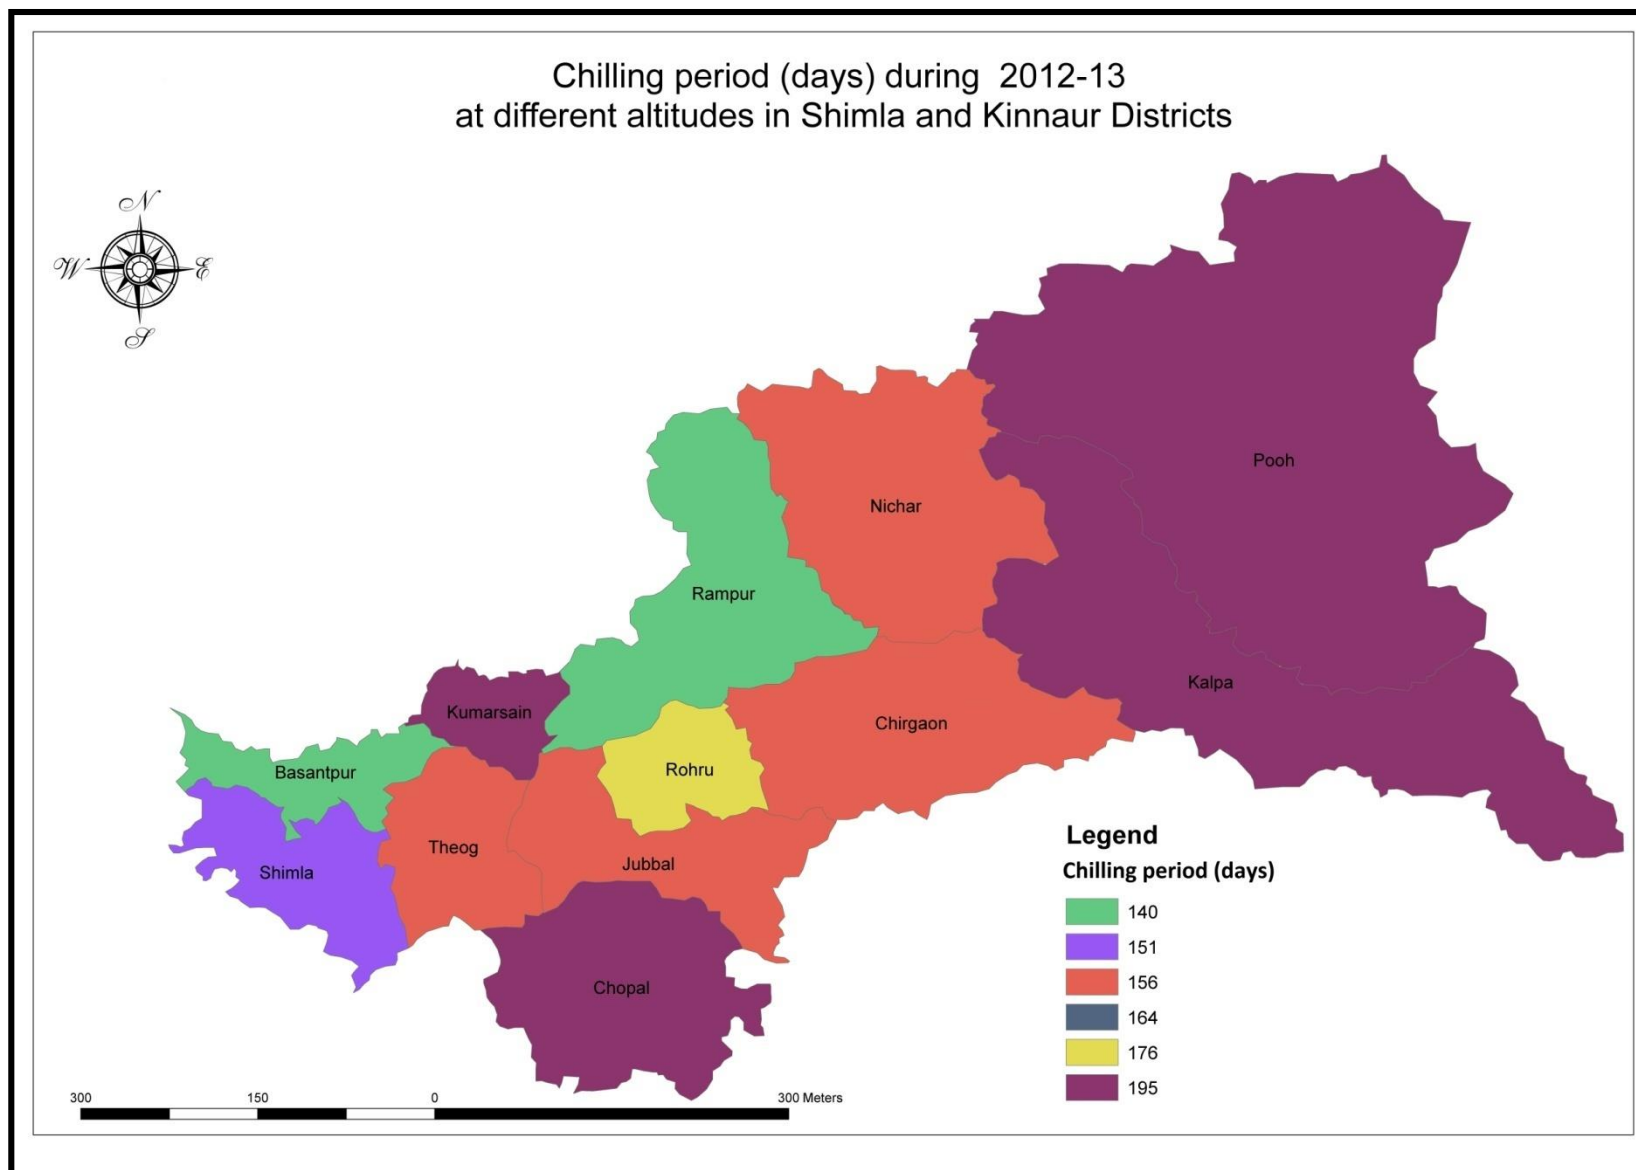 Chilling period (days) during 2012-13
at different altitudes in Shimla and Kinnaur Districts
N
W E
S
Pooh
Nichar
Rampur
Kalpa
Kumarsain
Chirgaon
Rohru
Basantpur
Theog
Jubbal
Shimla
Chopal
Legend
Chilling period (days)
140
151
156
164
176
195
300 150 0 300 Meters